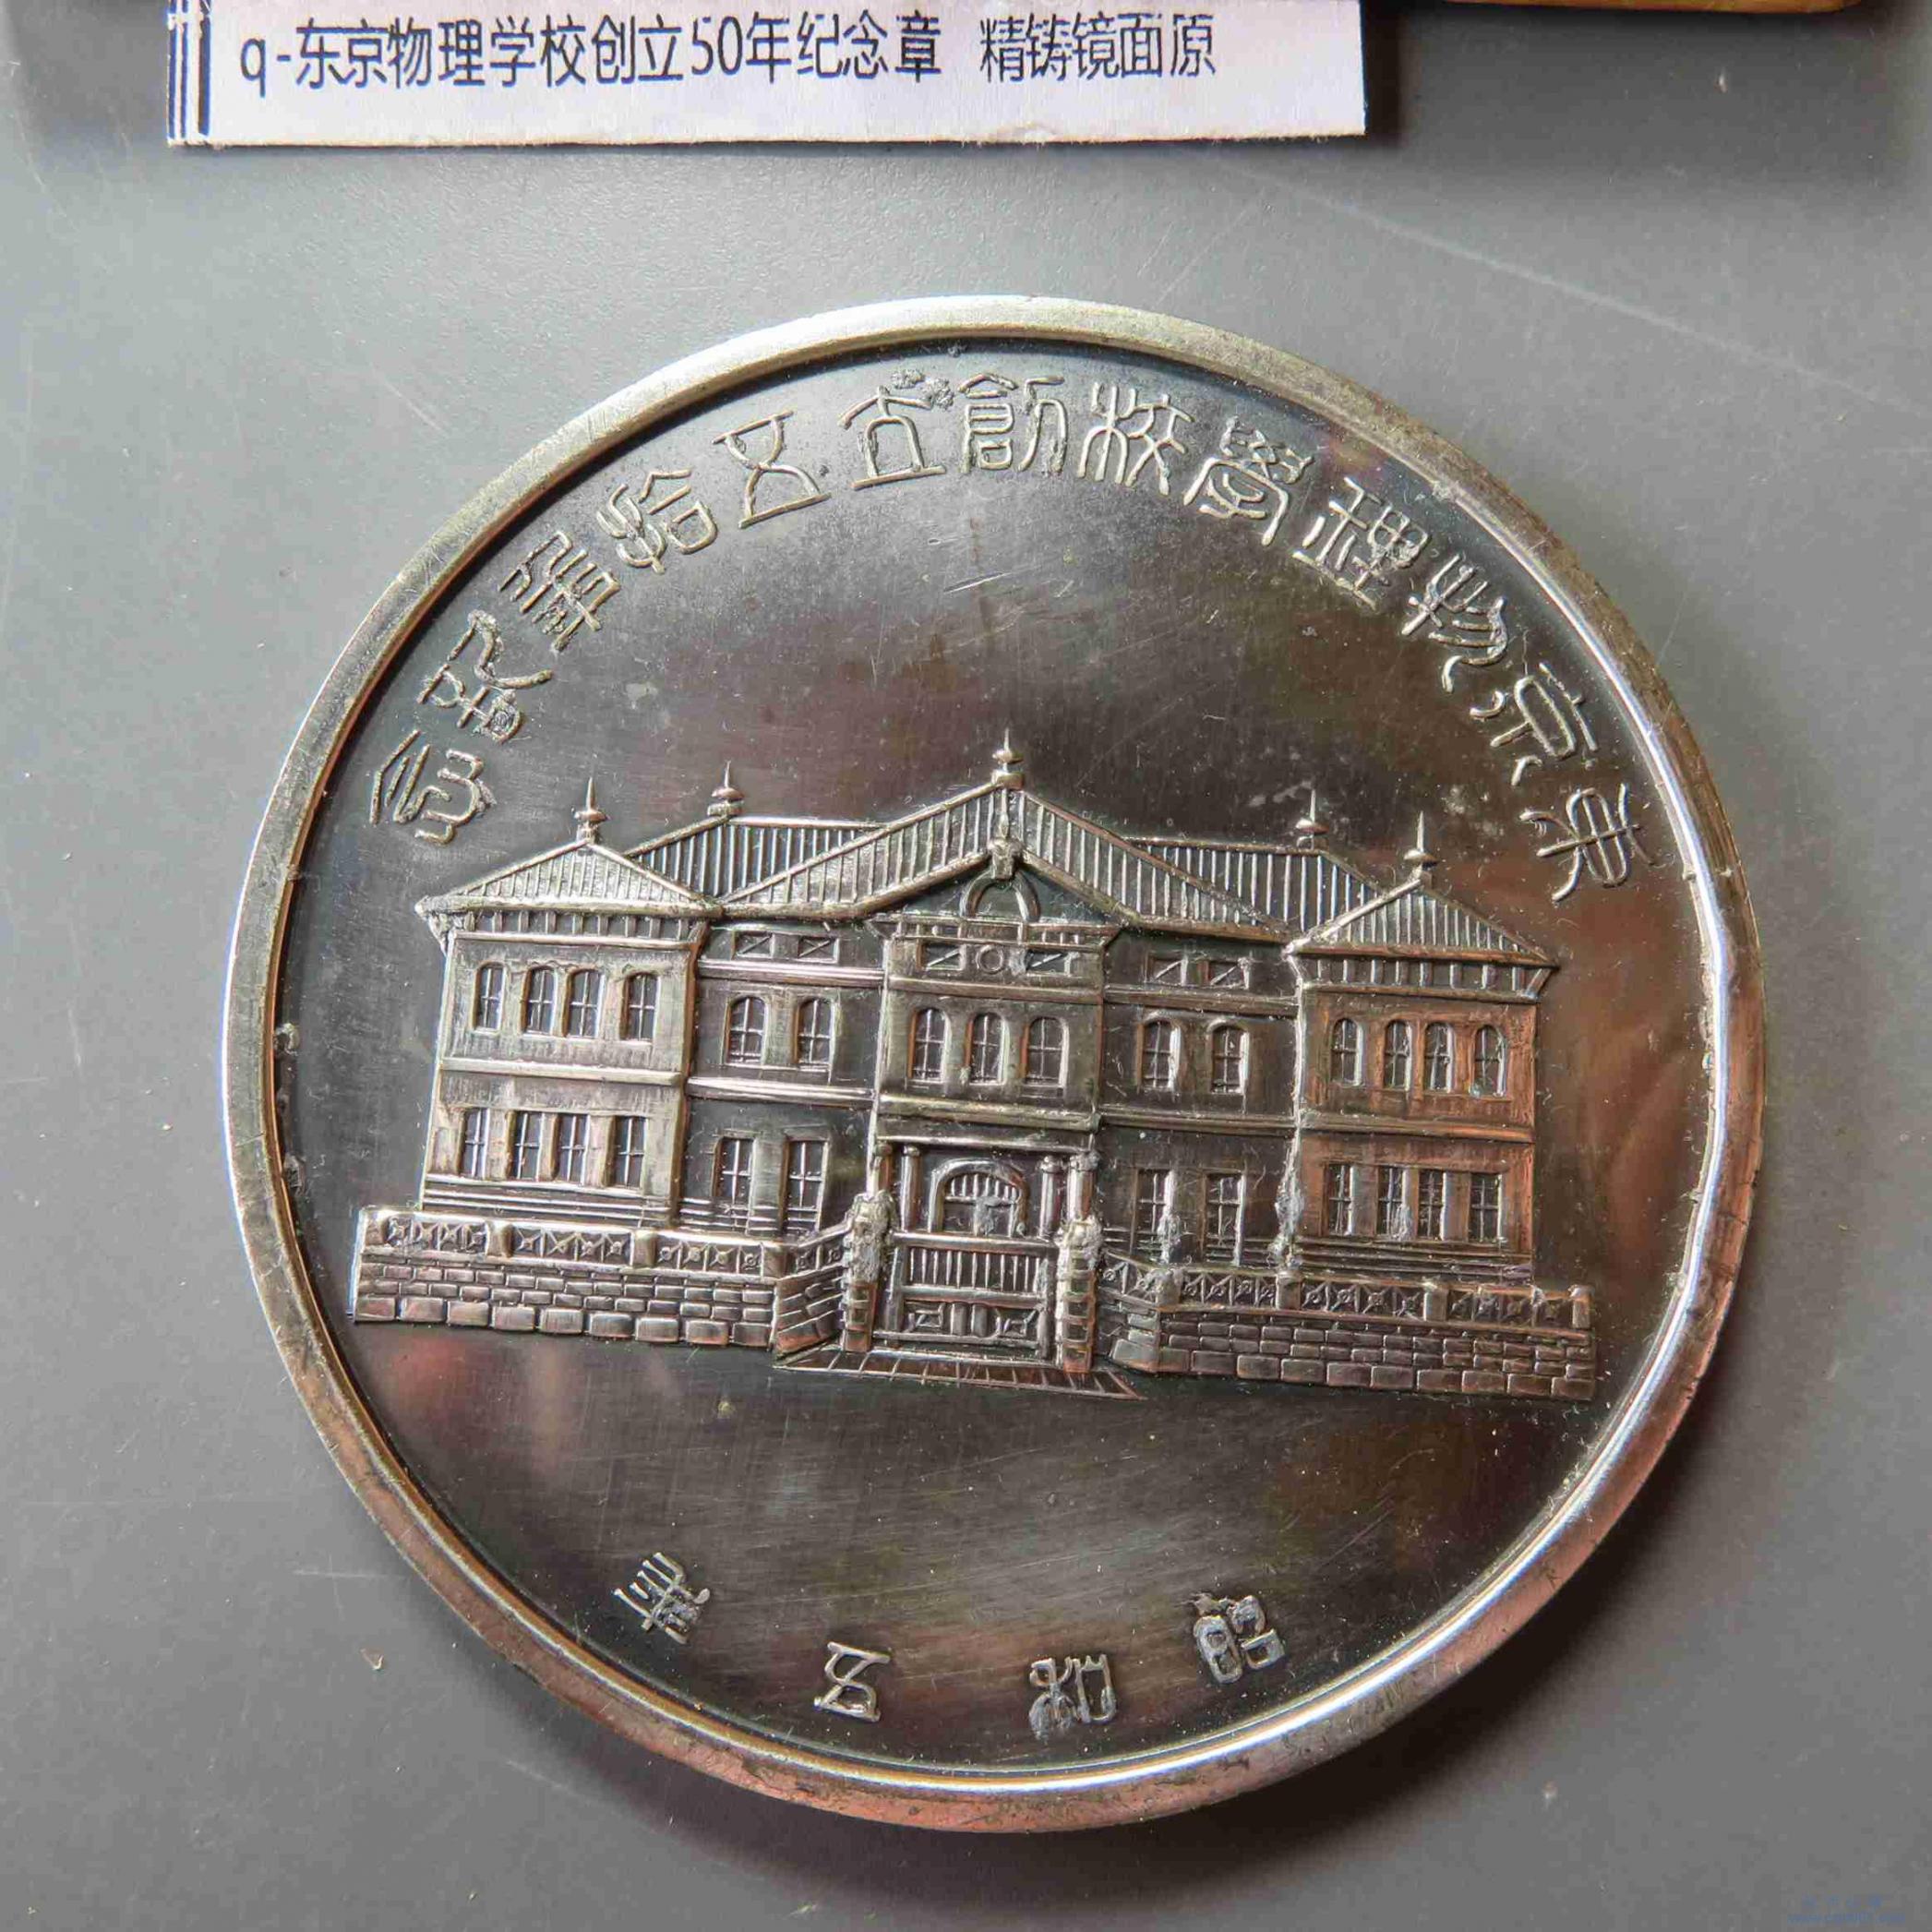 q-东京物理学校创立50年纪念章 精铸镜面原
東京物理學校創立五拾年記念
昭和五年